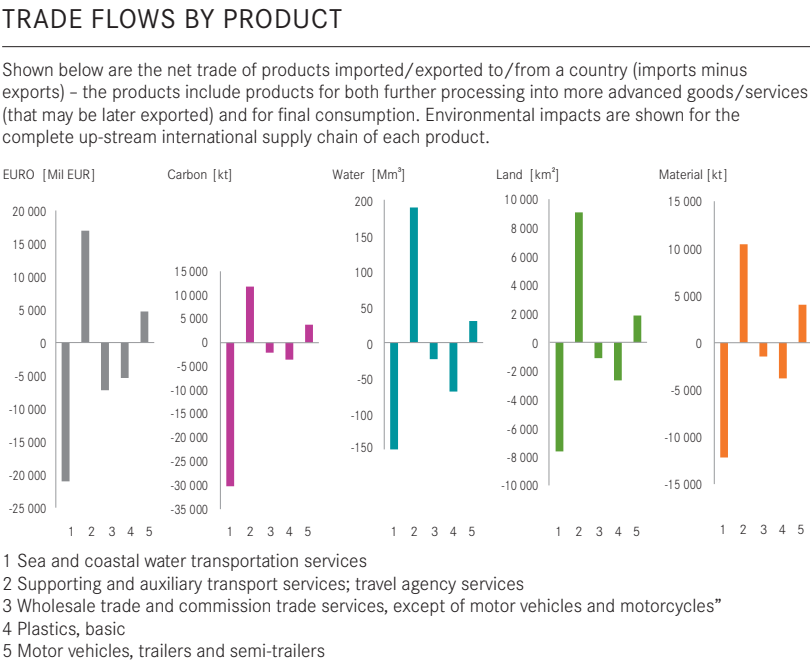 TRADE FLOWS BY PRODUCT
Shown below are the net trade of products imported/exported to/from a country (imports minus
exports) – the products include products for both further processing into more advanced goods/services
(that may be later exported) and for final consumption. Environmental impacts are shown for the
complete up-stream international supply chain of each product.
EURO [Mil EUR]
20 000
15 000
10 000
5 000
0
-5 000
-10 000
-15 000
-20 000
-25 000
1 2 3 4 5
Carbon [kt]
15 000
10 000
5 000
0
-5 000
-10 000
-15 000
-20 000
-25 000
-30 000
-35 000
1 2 3 4 5
Water [Mm³]
200
150
100
50
0
-50
-100
-150
1 2 3 4 5
Land [km²]
10 000
8 000
6 000
4 000
2 000
0
-2 000
-4 000
-6 000
-8 000
-10 000
1 2 3 4 5
Material [kt]
15 000
10 000
5 000
0
-5 000
-10 000
-15 000
1 2 3 4 5
1 Sea and coastal water transportation services
2 Supporting and auxiliary transport services; travel agency services
3 Wholesale trade and commission trade services, except of motor vehicles and motorcycles”
4 Plastics, basic
5 Motor vehicles, trailers and semi-trailers